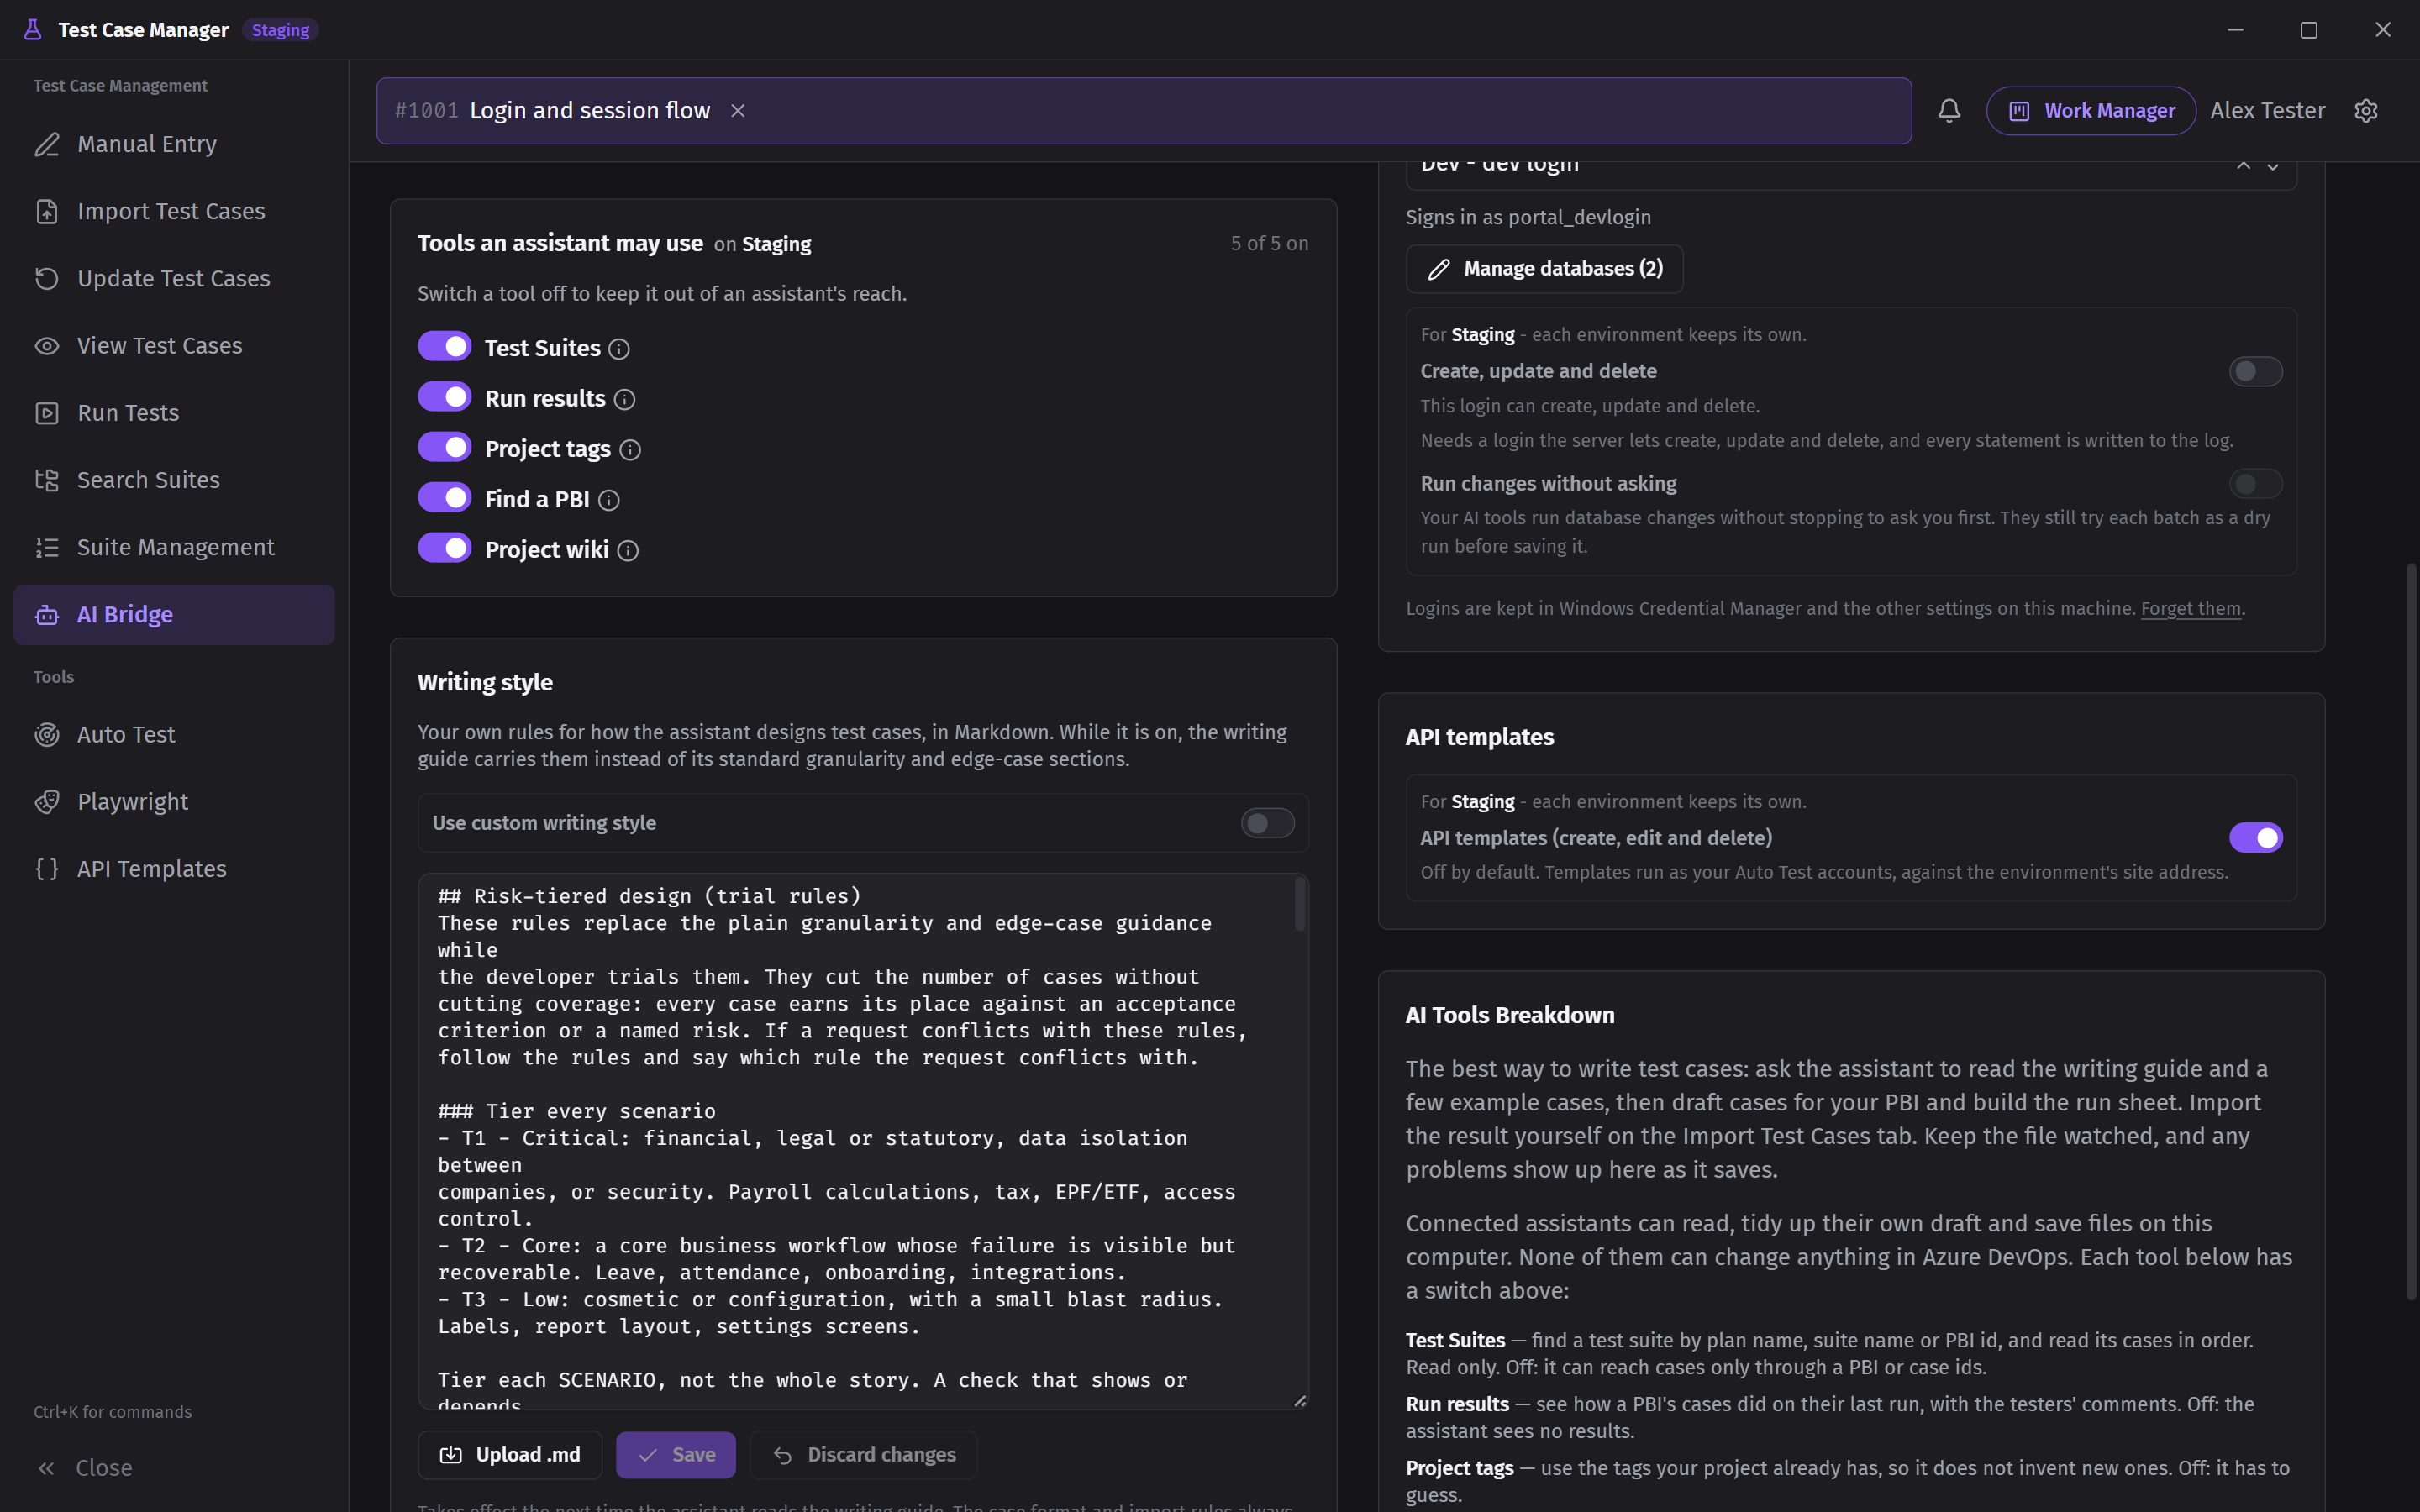 Test Case Manager Staging
Test Case Management
Manual Entry
Import Test Cases
Update Test Cases
View Test Cases
Run Tests
Search Suites
Suite Management
AI Bridge
Tools
Auto Test
Playwright
API Templates
Ctrl+K for commands
Close
#1001 Login and session flow
Work Manager
Alex Tester
Tools an assistant may use on Staging
5 of 5 on
Switch a tool off to keep it out of an assistant's reach.
Test Suites
Run results
Project tags
Find a PBI
Project wiki
Writing style
Your own rules for how the assistant designs test cases, in Markdown. While it is on, the writing
guide carries them instead of its standard granularity and edge-case sections.
Use custom writing style
## Risk-tiered design (trial rules)
These rules replace the plain granularity and edge-case guidance
while
the developer trials them. They cut the number of cases without
cutting coverage: every case earns its place against an acceptance
criterion or a named risk. If a request conflicts with these rules,
follow the rules and say which rule the request conflicts with.
### Tier every scenario
- T1 - Critical: financial, legal or statutory, data isolation
between
companies, or security. Payroll calculations, tax, EPF/ETF, access
control.
- T2 - Core: a core business workflow whose failure is visible but
recoverable. Leave, attendance, onboarding, integrations.
- T3 - Low: cosmetic or configuration, with a small blast radius.
Labels, report layout, settings screens.
Tier each SCENARIO, not the whole story. A check that shows or
depends
Upload .md
Save
Discard changes
Takes effect the next time the assistant reads the writing guide. The case format and import rules always
Dev - dev login
Signs in as portal_devlogin
Manage databases (2)
For Staging - each environment keeps its own.
Create, update and delete
This login can create, update and delete.
Needs a login the server lets create, update and delete, and every statement is written to the log.
Run changes without asking
Your AI tools run database changes without stopping to ask you first. They still try each batch as a dry
run before saving it.
Logins are kept in Windows Credential Manager and the other settings on this machine. Forget them.
API templates
For Staging - each environment keeps its own.
API templates (create, edit and delete)
Off by default. Templates run as your Auto Test accounts, against the environment's site address.
AI Tools Breakdown
The best way to write test cases: ask the assistant to read the writing guide and a
few example cases, then draft cases for your PBI and build the run sheet. Import
the result yourself on the Import Test Cases tab. Keep the file watched, and any
problems show up here as it saves.
Connected assistants can read, tidy up their own draft and save files on this
computer. None of them can change anything in Azure DevOps. Each tool below has
a switch above:
Test Suites — find a test suite by plan name, suite name or PBI id, and read its cases in order.
Read only. Off: it can reach cases only through a PBI or case ids.
Run results — see how a PBI's cases did on their last run, with the testers' comments. Off: the
assistant sees no results.
Project tags — use the tags your project already has, so it does not invent new ones. Off: it has to
guess.